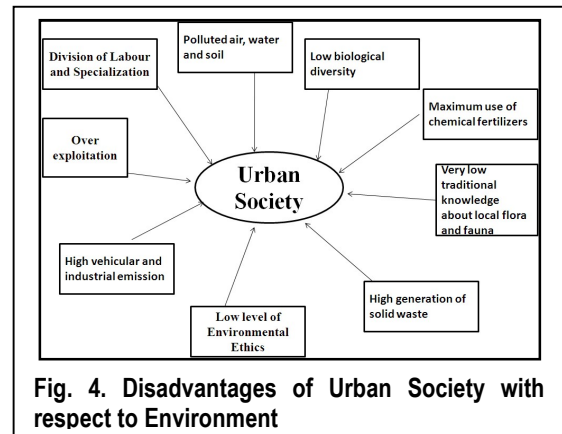 Polluted air, water
and soil
Division of Labour
and Specialization
Low biological
diversity
Maximum use of
chemical fertilizers
Over
exploitation
Urban
Society
Very low
traditional
knowledge
about local flora
and fauna
High vehicular and
industrial emission
High generation of
solid waste
Low level of
Environmental
Ethics
Fig. 4. Disadvantages of Urban Society with
respect to Environment